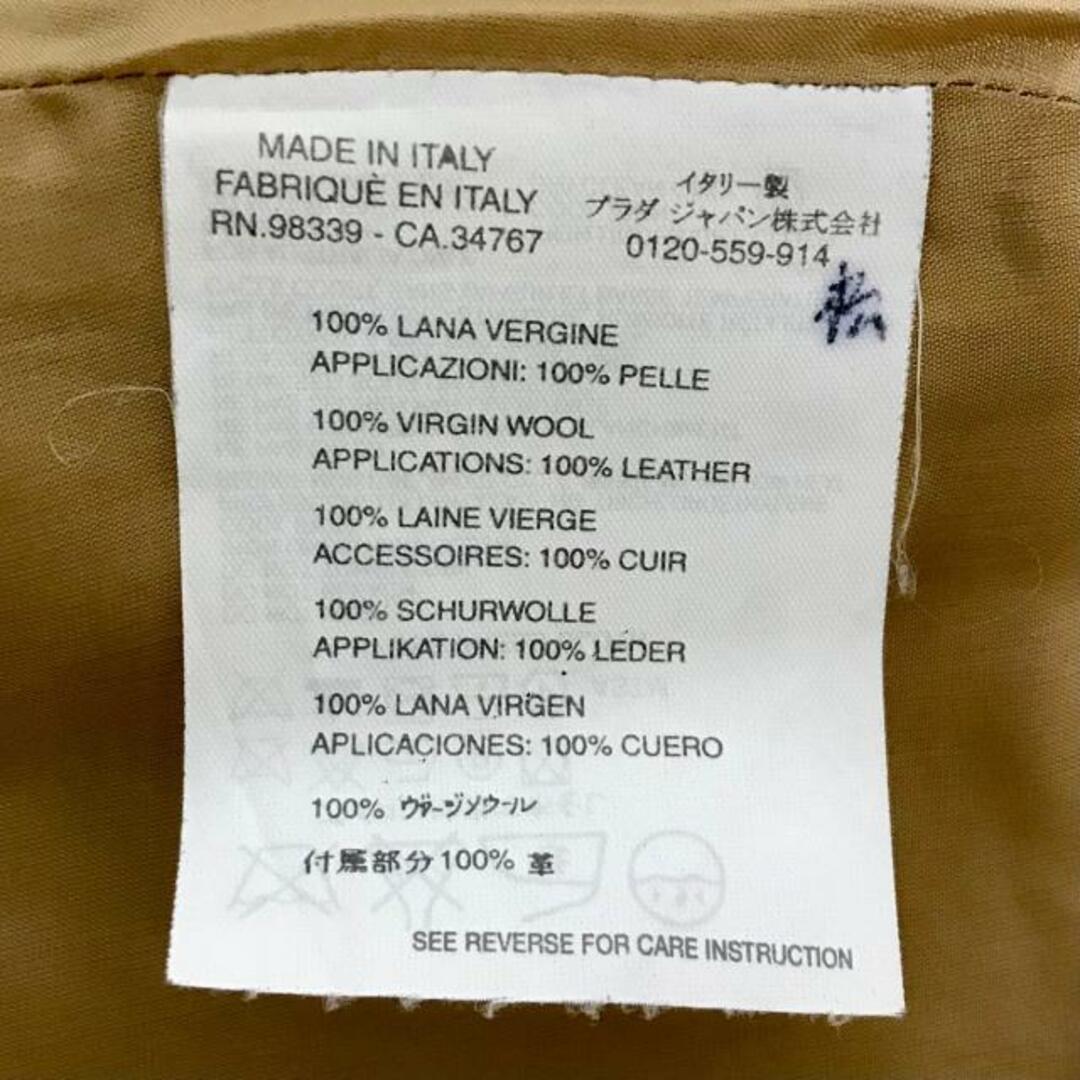 MADE IN ITALY
FABRIQUÈ EN ITALY
RN.98339 - CA.34767
イタリー製
プラダ ジャパン株式会社
0120-559-914
100% LANA VERGINE
APPLICAZIONI: 100% PELLE
100% VIRGIN WOOL
APPLICATIONS: 100% LEATHER
100% LAINE VIERGE
ACCESSOIRES: 100% CUIR
100% SCHURWOLLE
APPLIKATION: 100% LEDER
100% LANA VIRGEN
APLICACIONES: 100% CUERO
100% ヴァージンウール
付属部分 100% 革
SEE REVERSE FOR CARE INSTRUCTION